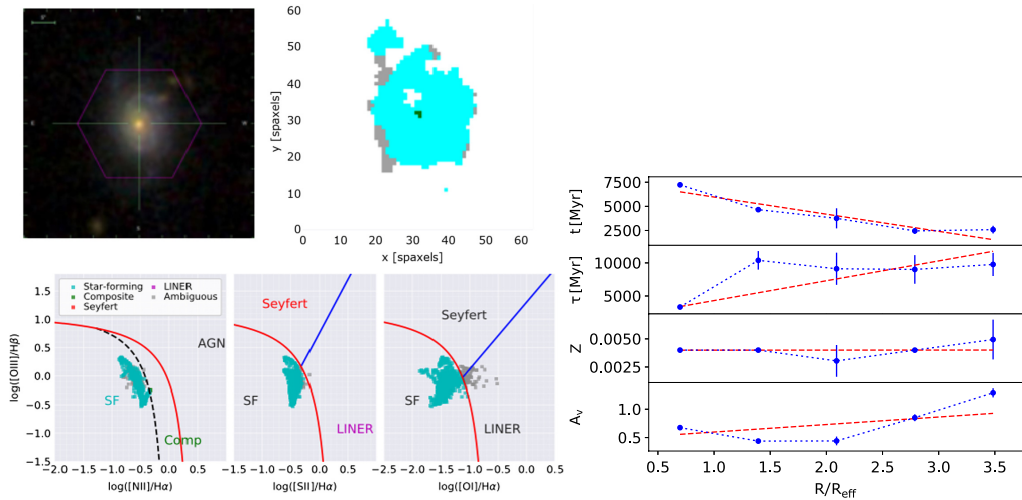 60
50
40
30
20
10
0
y [spaxels]
0 10 20 30 40 50 60
x [spaxels]
1.5
1.0
0.5
0.0
−0.5
−1.0
−1.5
log([OIII]/Hβ)
Star-forming
Composite
Seyfert
LINER
Ambiguous
AGN
SF
Comp
−2.0 −1.5 −1.0 −0.5 0.0 0.5
log([NII]/Hα)
Seyfert
SF
LINER
−1.5 −1.0 −0.5 0.0 0.5
log([SII]/Hα)
Seyfert
SF
LINER
−2.5 −2.0 −1.5 −1.0 −0.5 0.0 0.5
log([OI]/Hα)
7500
5000
2500
t [Myr]
10000
5000
τ [Myr]
0.0050
0.0025
Z
1.0
0.5
Av
0.5 1.0 1.5 2.0 2.5 3.0 3.5
R/Reff